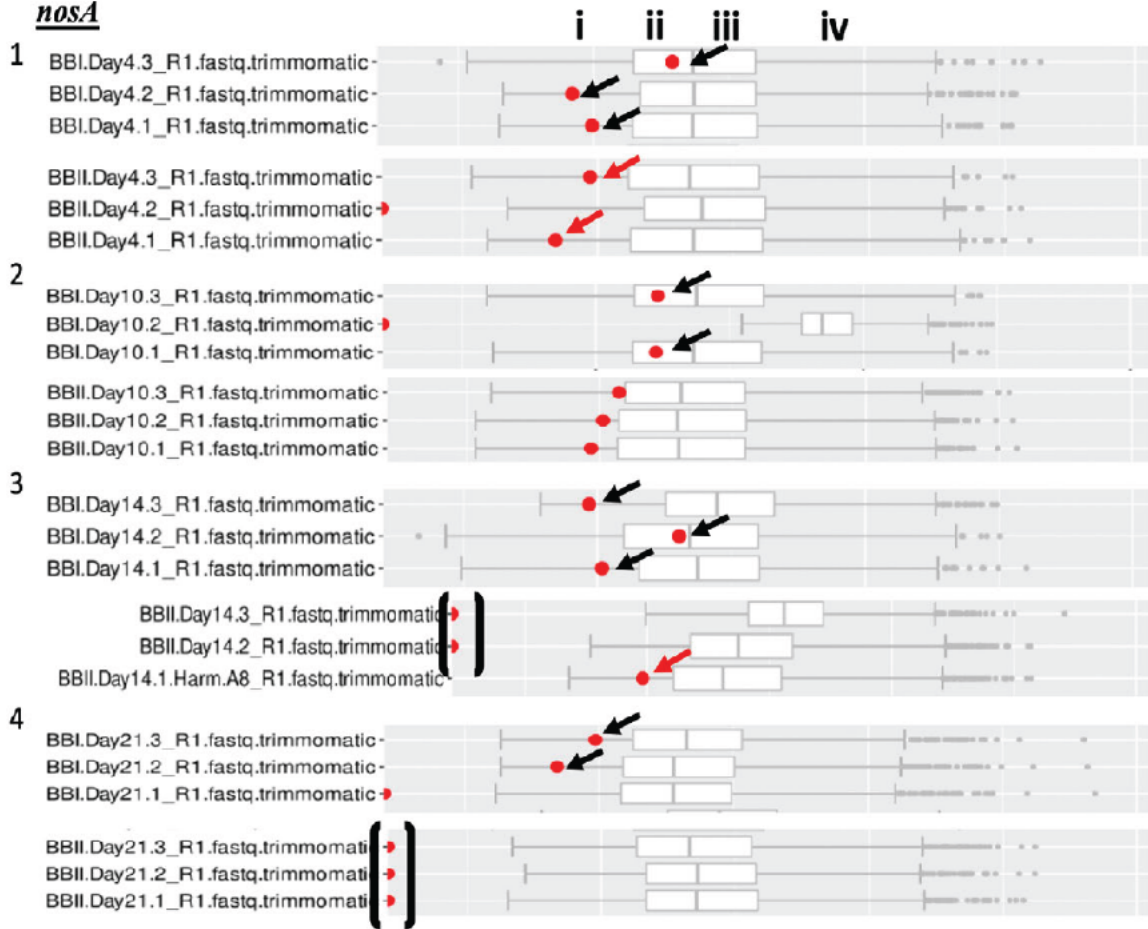 nosA
i ii iii iv
1
BBI.Day4.3_R1.fastq.trimmomatic
BBI.Day4.2_R1.fastq.trimmomatic
BBI.Day4.1_R1.fastq.trimmomatic
BBII.Day4.3_R1.fastq.trimmomatic
BBII.Day4.2_R1.fastq.trimmomatic
BBII.Day4.1_R1.fastq.trimmomatic
2
BBI.Day10.3_R1.fastq.trimmomatic
BBI.Day10.2_R1.fastq.trimmomatic
BBI.Day10.1_R1.fastq.trimmomatic
BBII.Day10.3_R1.fastq.trimmomatic
BBII.Day10.2_R1.fastq.trimmomatic
BBII.Day10.1_R1.fastq.trimmomatic
3
BBI.Day14.3_R1.fastq.trimmomatic
BBI.Day14.2_R1.fastq.trimmomatic
BBI.Day14.1_R1.fastq.trimmomatic
BBII.Day14.3_R1.fastq.trimmomatic
BBII.Day14.2_R1.fastq.trimmomatic
BBII.Day14.1.Harm.A8_R1.fastq.trimmomatic
4
BBI.Day21.3_R1.fastq.trimmomatic
BBI.Day21.2_R1.fastq.trimmomatic
BBI.Day21.1_R1.fastq.trimmomatic
BBII.Day21.3_R1.fastq.trimmomatic
BBII.Day21.2_R1.fastq.trimmomatic
BBII.Day21.1_R1.fastq.trimmomatic